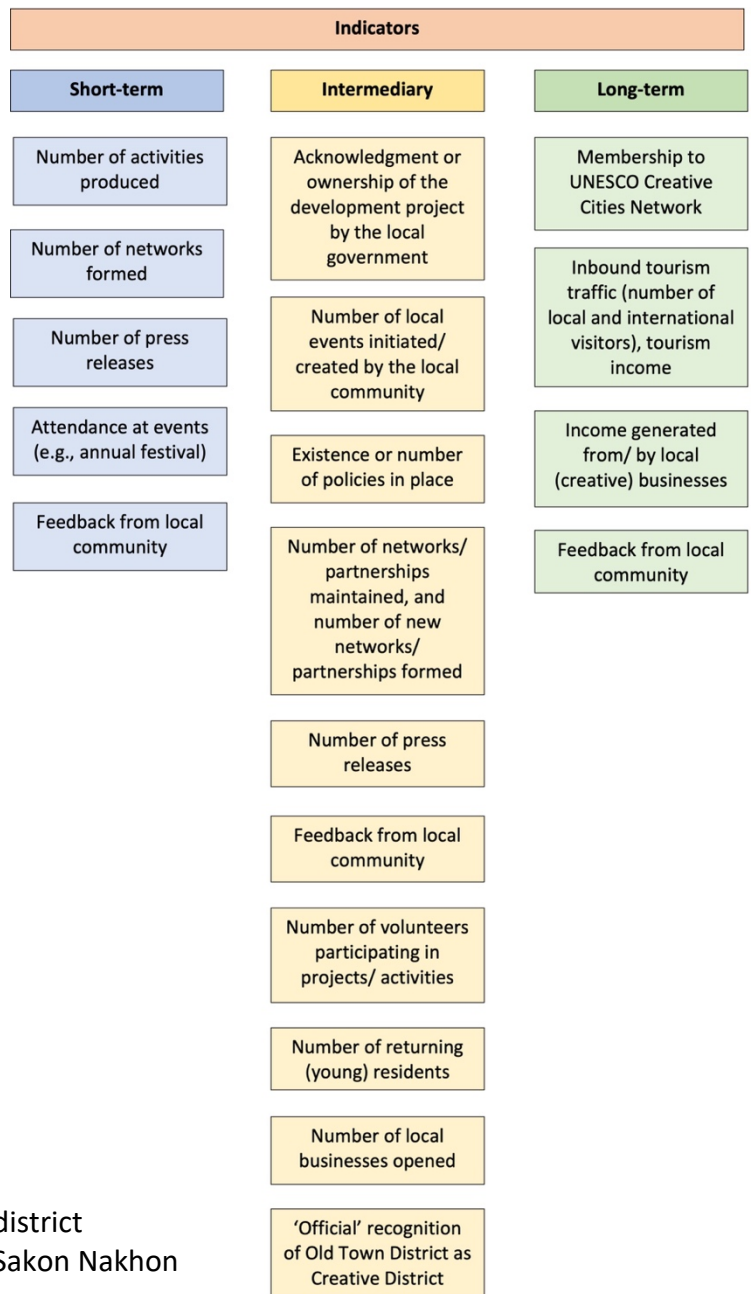 Indicators
Short-term
Number of activities
produced
Number of networks
formed
Number of press
releases
Attendance at events
(e.g., annual festival)
Feedback from local
community
Intermediary
Acknowledgment or
ownership of the
development project
by the local
government
Number of local
events initiated/
created by the local
community
Existence or number
of policies in place
Number of networks/
partnerships
maintained, and
number of new
networks/
partnerships formed
Number of press
releases
Feedback from local
community
Number of volunteers
participating in
projects/ activities
Number of returning
(young) residents
Number of local
businesses opened
‘Official’ recognition
of Old Town District as
Creative District
Long-term
Membership to
UNESCO Creative
Cities Network
Inbound tourism
traffic (number of
local and international
visitors), tourism
income
Income generated
from/ by local
(creative) businesses
Feedback from local
community
district
Sakon Nakhon